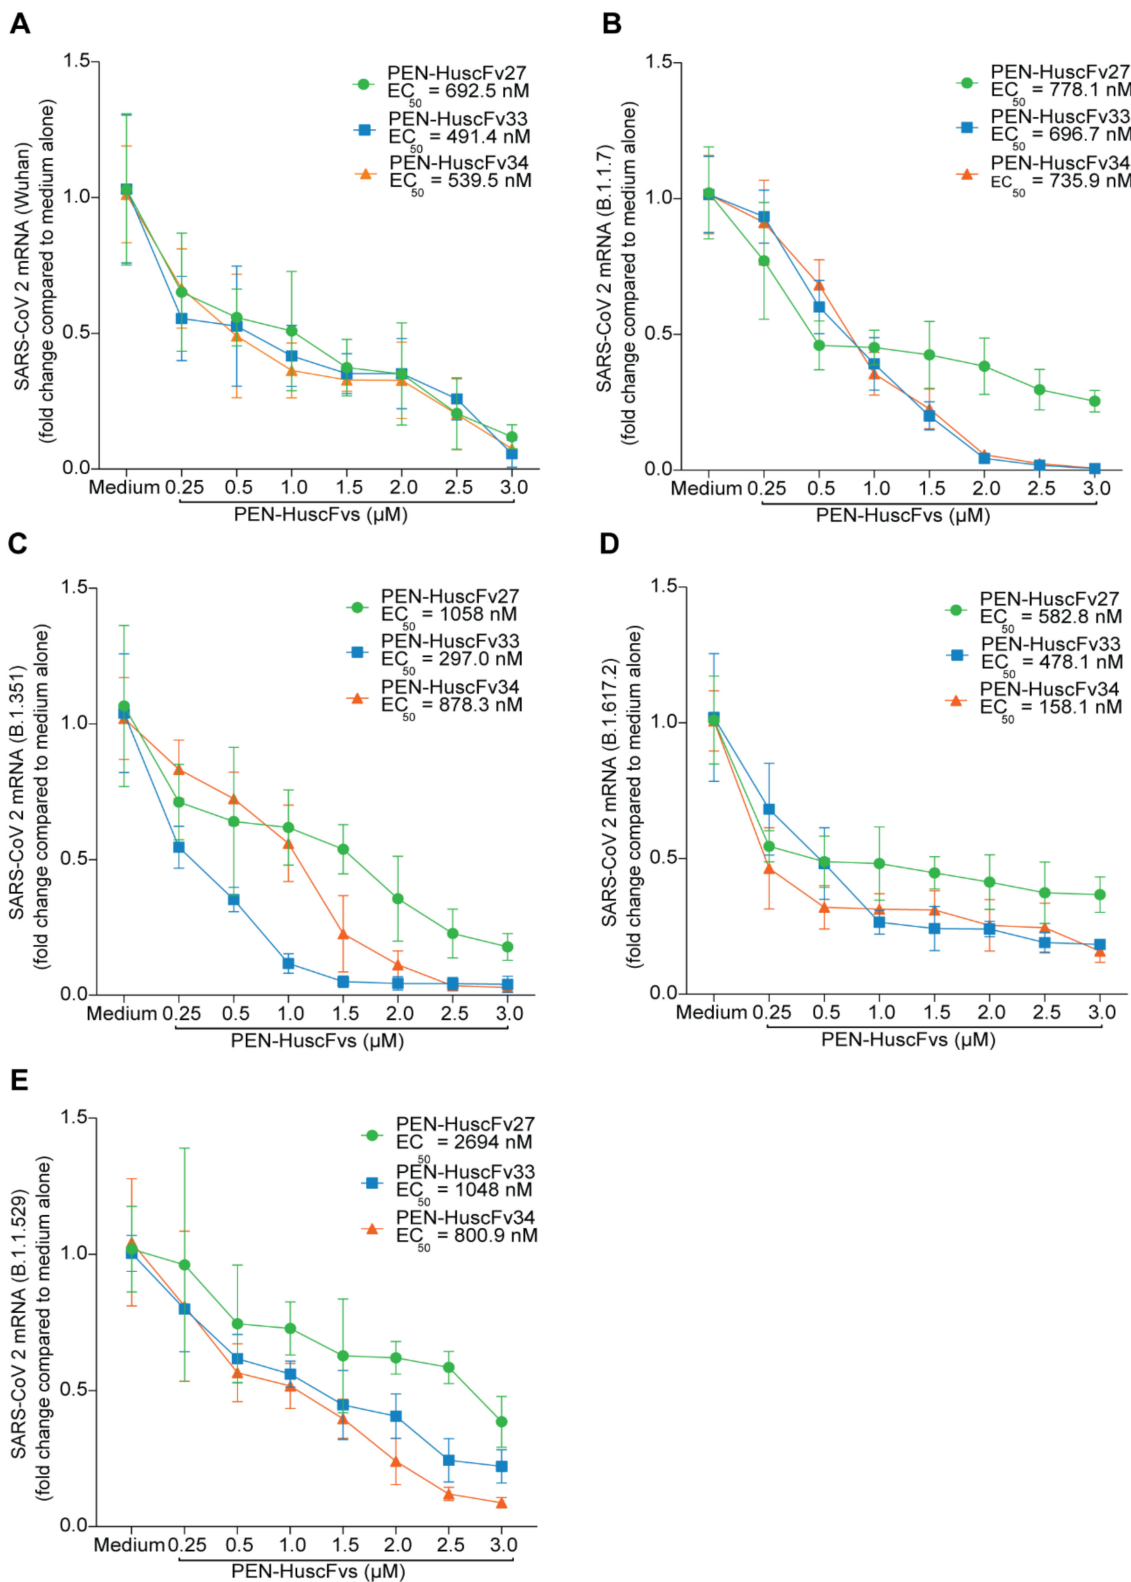 A
1.5
1.0
0.5
0.0
SARS-CoV 2 mRNA (Wuhan)
(fold change compared to medium alone)
PEN-HuscFv27
EC50 = 692.5 nM
PEN-HuscFv33
EC50 = 491.4 nM
PEN-HuscFv34
EC50 = 539.5 nM
Medium 0.25 0.5 1.0 1.5 2.0 2.5 3.0
PEN-HuscFvs (µM)
B
1.5
1.0
0.5
0.0
SARS-CoV 2 mRNA (B.1.1.7)
(fold change compared to medium alone)
PEN-HuscFv27
EC50 = 778.1 nM
PEN-HuscFv33
EC50 = 696.7 nM
PEN-HuscFv34
EC50 = 735.9 nM
Medium 0.25 0.5 1.0 1.5 2.0 2.5 3.0
PEN-HuscFvs (µM)
C
1.5
1.0
0.5
0.0
SARS-CoV 2 mRNA (B.1.351)
(fold change compared to medium alone)
PEN-HuscFv27
EC50 = 1058 nM
PEN-HuscFv33
EC50 = 297.0 nM
PEN-HuscFv34
EC50 = 878.3 nM
Medium 0.25 0.5 1.0 1.5 2.0 2.5 3.0
PEN-HuscFvs (µM)
D
1.5
1.0
0.5
0.0
SARS-CoV 2 mRNA (B.1.617.2)
(fold change compared to medium alone)
PEN-HuscFv27
EC50 = 582.8 nM
PEN-HuscFv33
EC50 = 478.1 nM
PEN-HuscFv34
EC50 = 158.1 nM
Medium 0.25 0.5 1.0 1.5 2.0 2.5 3.0
PEN-HuscFvs (µM)
E
1.5
1.0
0.5
0.0
SARS-CoV 2 mRNA (B.1.1.529)
(fold change compared to medium alone)
PEN-HuscFv27
EC50 = 2694 nM
PEN-HuscFv33
EC50 = 1048 nM
PEN-HuscFv34
EC50 = 800.9 nM
Medium 0.25 0.5 1.0 1.5 2.0 2.5 3.0
PEN-HuscFvs (µM)